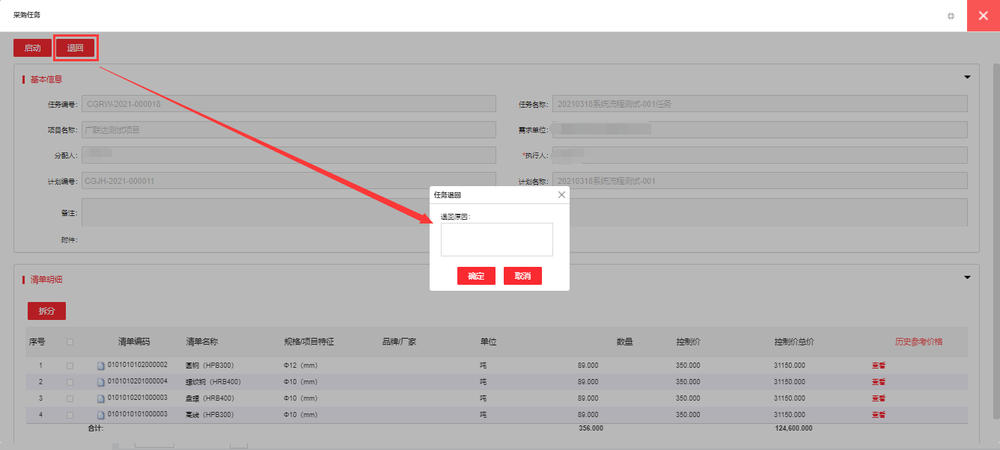 采购任务
启动 退回
基本信息
任务编号: CGRW-2021-000018 任务名称: 20210318系统流程测试-001任务
项目名称: 广联达测试项目 需求单位:
分配人: *执行人:
计划编号: CGJH-2021-000011 计划名称: 20210318系统流程测试-001
备注:
附件:
任务退回
退回原因:
确定 取消
清单明细
拆分
序号 清单编码 清单名称 规格/项目特征 品牌/厂家 单位 数量 控制价 控制价总价 历史参考价格
1 0101010102000002 圆钢（HPB300） Φ12（mm） 吨 89.000 350.000 31150.000 查看
2 0101010201000004 螺纹钢（HRB400） Φ10（mm） 吨 89.000 350.000 31150.000 查看
3 0101010201000003 盘螺（HRB400） Φ10（mm） 吨 89.000 350.000 31150.000 查看
4 0101010101000003 高线（HPB300） Φ10（mm） 吨 89.000 350.000 31150.000 查看
合计: 356.000 124,600.000